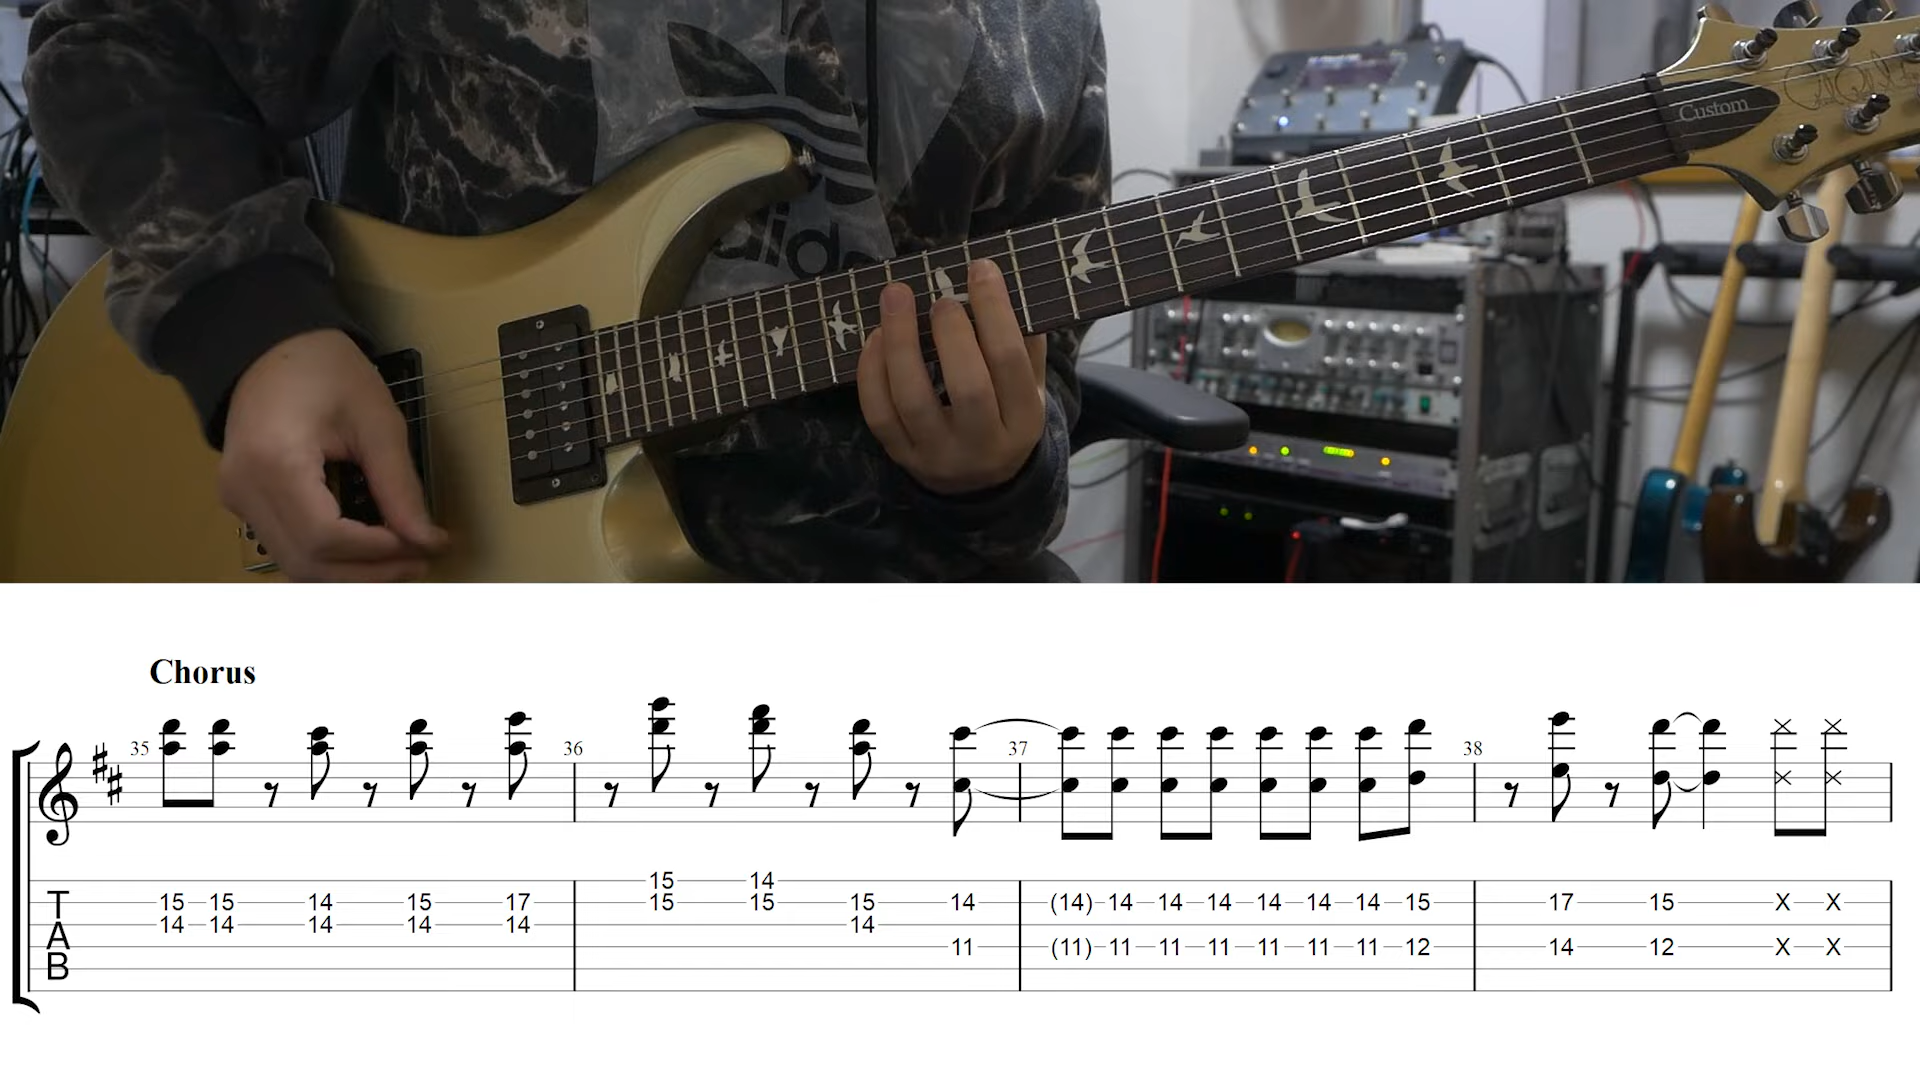 Custom
adidas
Chorus
35 36 37 38
15 14
15 15 14 15 17 15 15 15 14 (14) 14 14 14 14 14 14 15 17 15 X X
14 14 14 14 14 14
11 (11) 11 11 11 11 11 11 12 14 12 X X
T
A
B